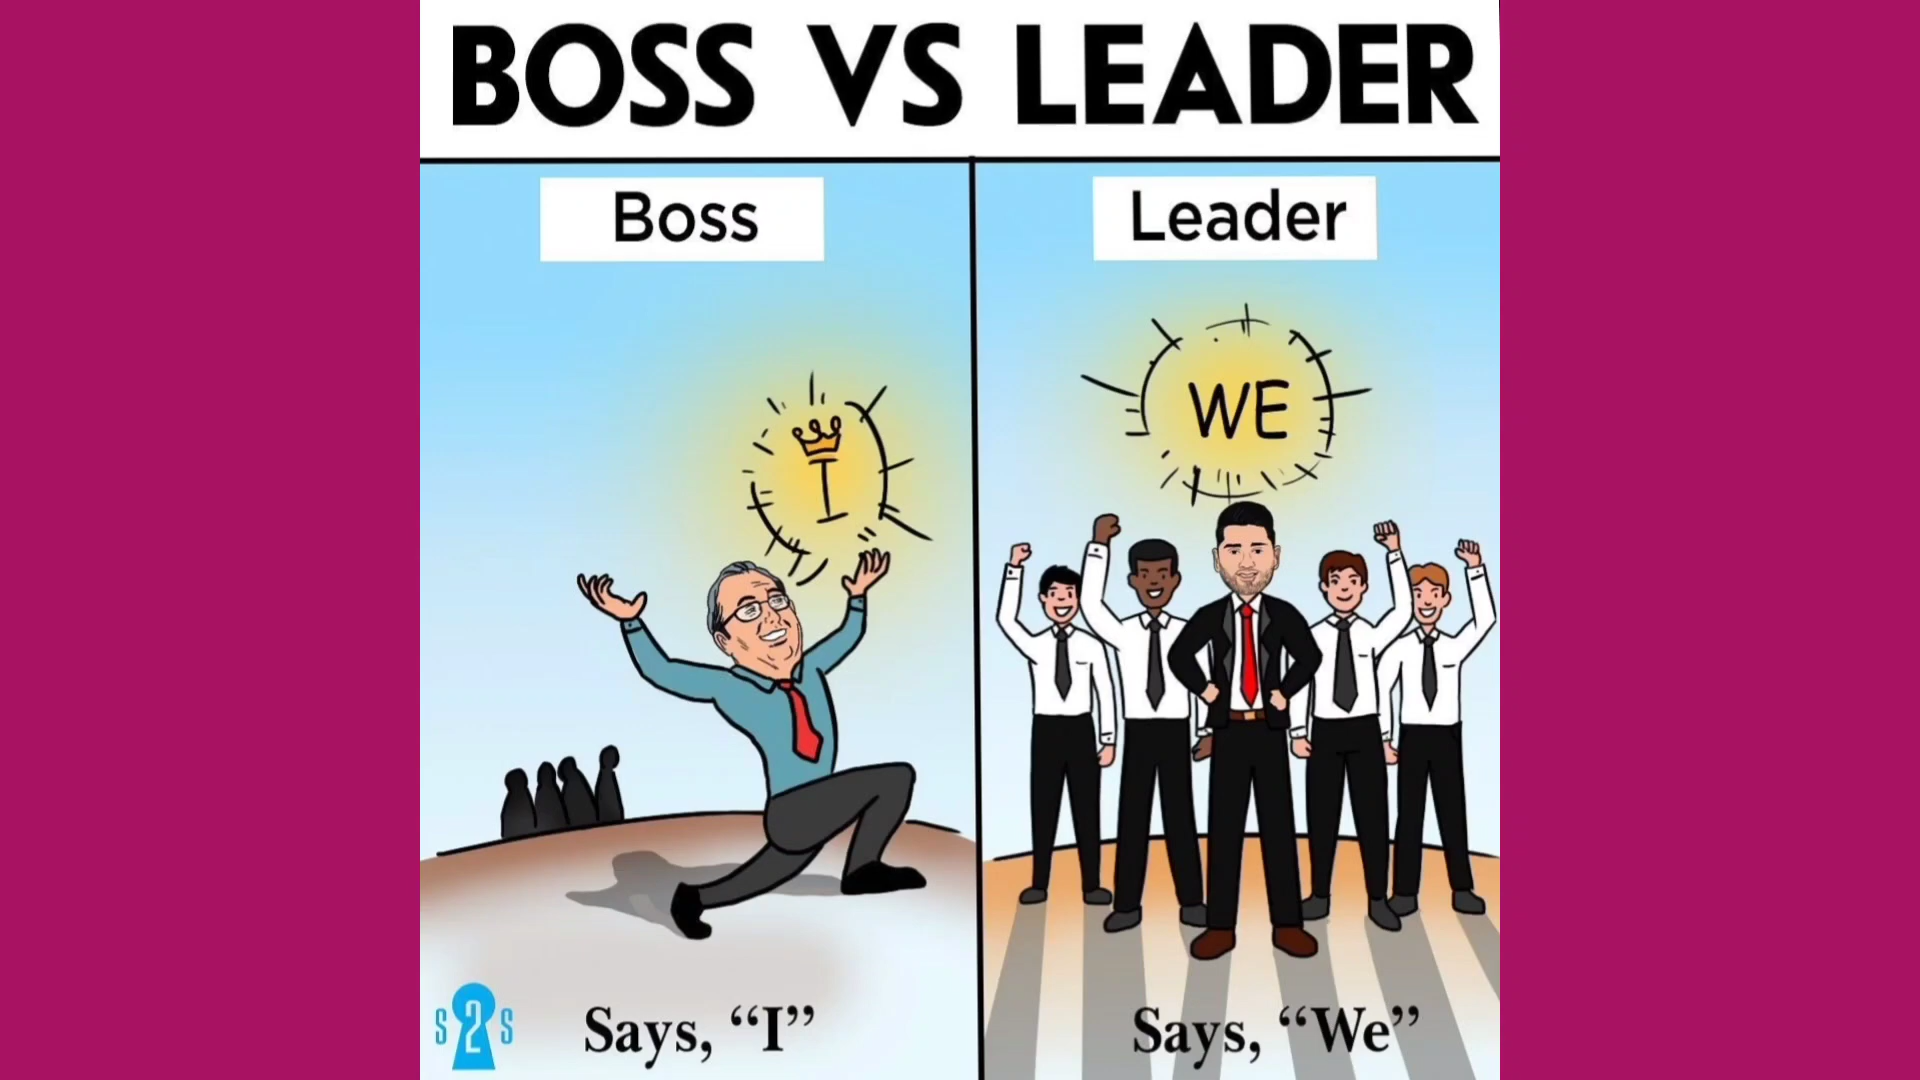 BOSS VS LEADER
Boss
Leader
I
WE
Says, “I”
Says, “We”
S2S